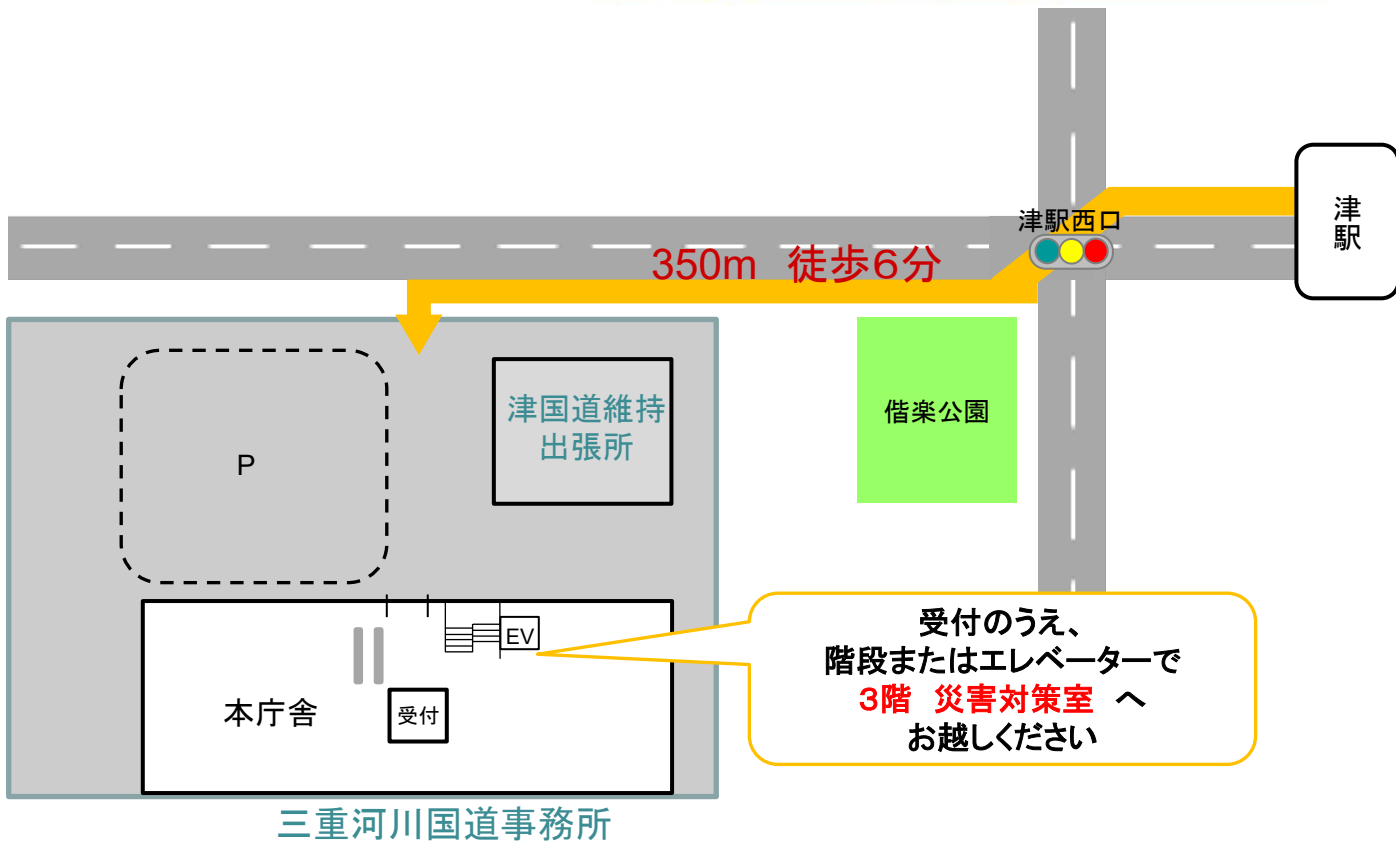 津駅西口
津
駅
350m 徒歩6分
偕楽公園
津国道維持
出張所
P
EV
本庁舎
受付
受付のうえ、
階段またはエレベーターで
3階 災害対策室 へ
お越しください
三重河川国道事務所